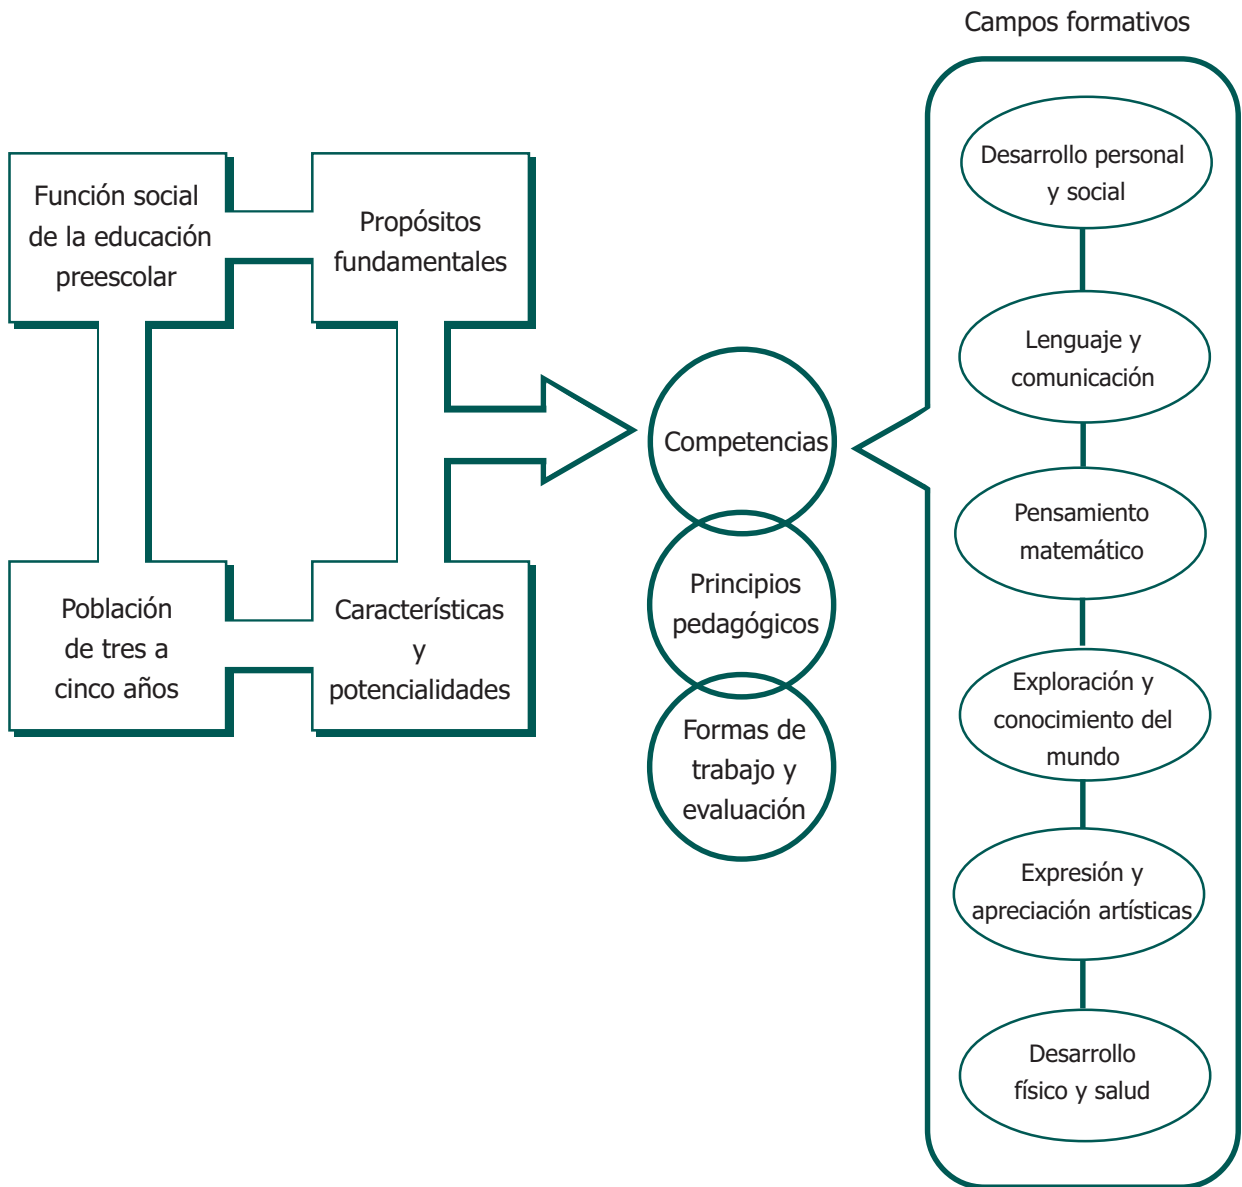 Campos formativos
Función social
de la educación
preescolar
Propósitos
fundamentales
Población
de tres a
cinco años
Características
y
potencialidades
Competencias
Principios
pedagógicos
Formas de
trabajo y
evaluación
Desarrollo personal
y social
Lenguaje y
comunicación
Pensamiento
matemático
Exploración y
conocimiento del
mundo
Expresión y
apreciación artísticas
Desarrollo
físico y salud